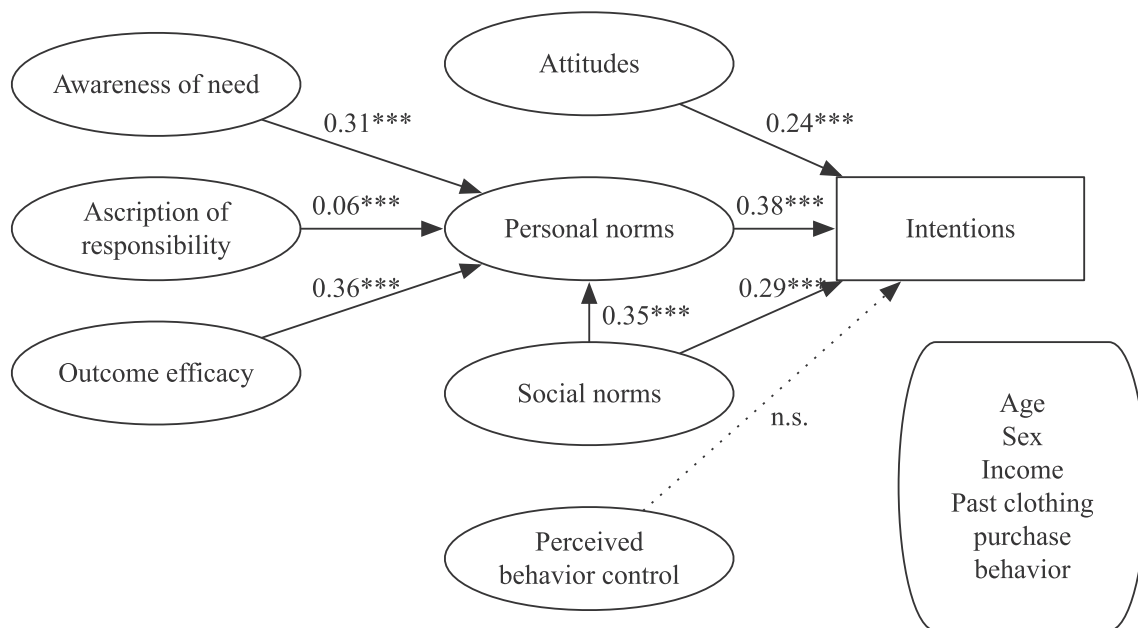 Awareness of need
Attitudes
0.31***
0.24***
Ascription of
responsibility
0.06***
Personal norms
0.38***
Intentions
0.36***
0.35***
0.29***
Outcome efficacy
Social norms
n.s.
Perceived
behavior control
Age
Sex
Income
Past clothing
purchase
behavior